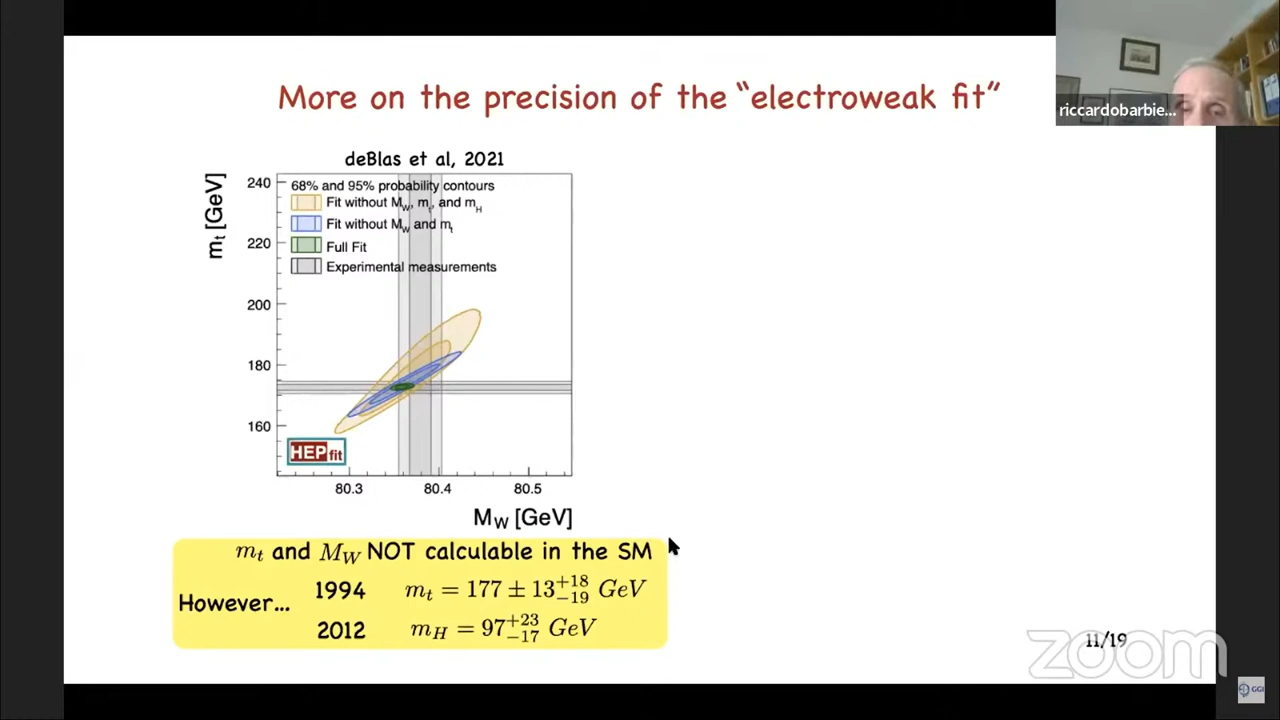 More on the precision of the “electroweak fit”
riccardobarbie...
deBlas et al, 2021
68% and 95% probability contours
Fit without M_W, m_t, and m_H
Fit without M_W and m_t
Full Fit
Experimental measurements
m_t [GeV]
240
220
200
180
160
HEPfit
80.3 80.4 80.5
M_W [GeV]
m_t and M_W NOT calculable in the SM
However... 1994 m_t = 177 ± 13^{+18}_{-19} GeV
2012 m_H = 97^{+23}_{-17} GeV
11/19
zoom
GGI